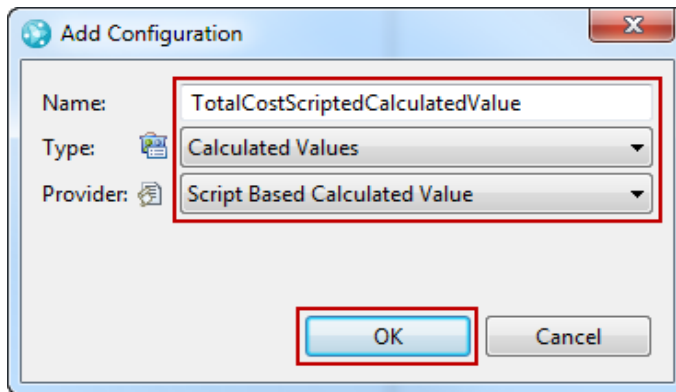 Add Configuration
Name: TotalCostScriptedCalculatedValue
Type: Calculated Values
Provider: Script Based Calculated Value
OK Cancel